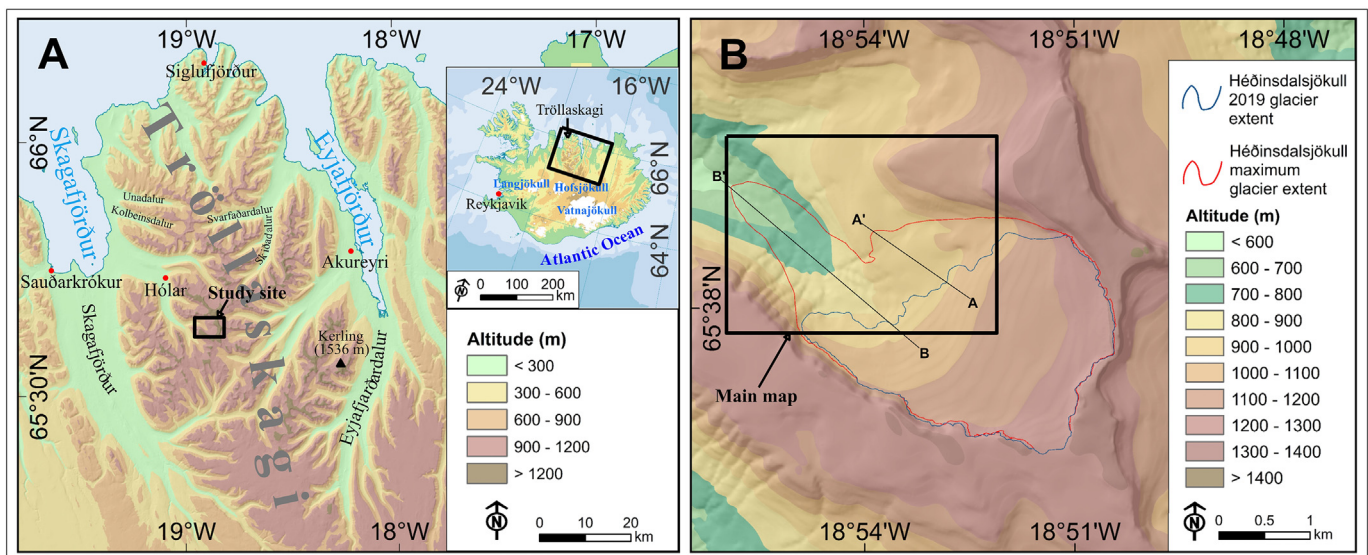 A
19°W
18°W
17°W
Siglufjörður
24°W
16°W
Tröllaskagi
66°N
Skagafjörður
Eyjafjörður
Tröllaskagi
66°N
Langjökull
Hofsjökull
Reykjavik
Vatnajökull
64°N
Atlantic Ocean
Unadalur
Kolbeinsdalur
Svarfaðardalur
Skíðadalur
Akureyri
Sauðarkrókur
Hólar
Study site
N
0 100 200
km
Skagafjörður
Kerling
(1536 m)
Eyjafjarðardalur
65°30'N
Altitude (m)
< 300
300 - 600
600 - 900
900 - 1200
> 1200
N
0 10 20
km
19°W
18°W
B
18°54'W
18°51'W
18°48'W
Héðinsdalsjökull
2019 glacier
extent
Héðinsdalsjökull
maximum
glacier extent
B'
A'
A
B
65°38'N
Main map
Altitude (m)
< 600
600 - 700
700 - 800
800 - 900
900 - 1000
1000 - 1100
1100 - 1200
1200 - 1300
1300 - 1400
> 1400
N
0 0.5 1
km
18°54'W
18°51'W